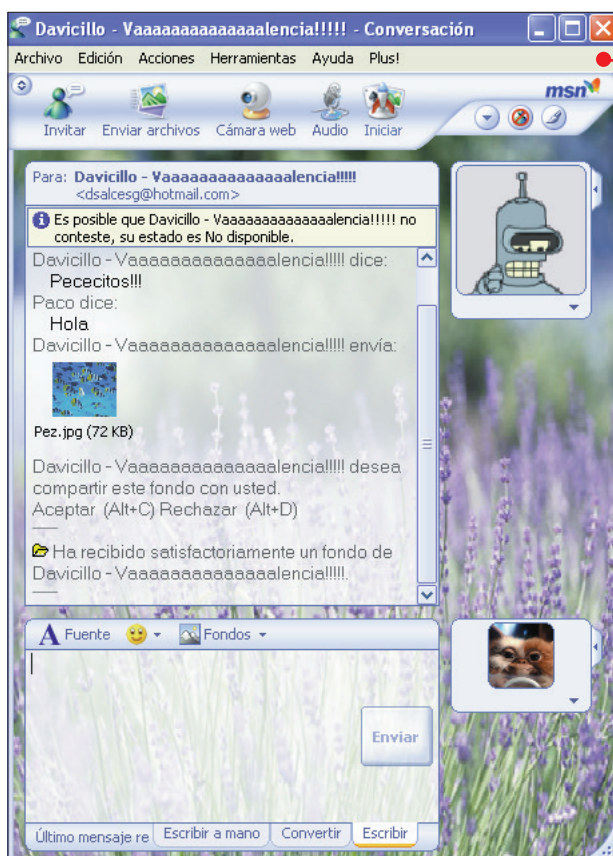 Davicillo - Vaaaaaaaaaaaaaalencia!!!!! - Conversación
Archivo Edición Acciones Herramientas Ayuda Plus!
msn
Invitar Enviar archivos Cámara web Audio Iniciar
Para: Davicillo - Vaaaaaaaaaaaaaalencia!!!!!
<dsalcesg@hotmail.com>
Es posible que Davicillo - Vaaaaaaaaaaaaaalencia!!!!! no
conteste, su estado es No disponible.
Davicillo - Vaaaaaaaaaaaaaalencia!!!!! dice:
Pececitos!!!
Paco dice:
Hola
Davicillo - Vaaaaaaaaaaaaaalencia!!!!! envía:
Pez.jpg (72 KB)
Davicillo - Vaaaaaaaaaaaaaalencia!!!!! desea
compartir este fondo con usted.
Aceptar (Alt+C) Rechazar (Alt+D)
Ha recibido satisfactoriamente un fondo de
Davicillo - Vaaaaaaaaaaaaaalencia!!!!!.
A Fuente Fondos
Enviar
Último mensaje re Escribir a mano Convertir Escribir